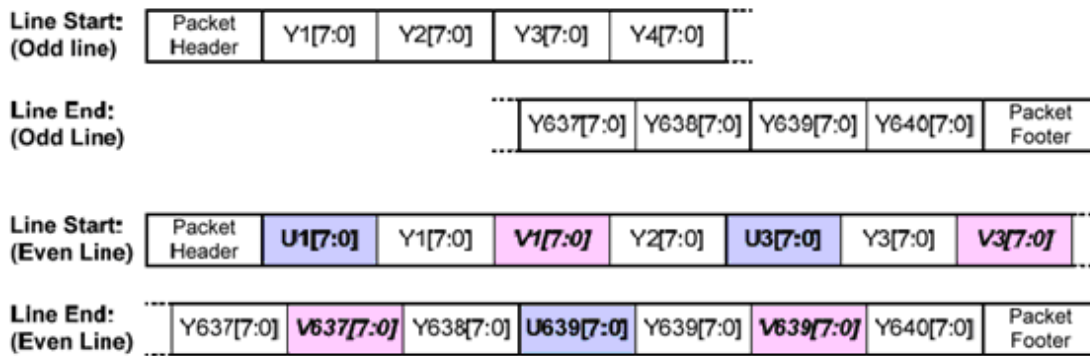 Line Start: (Odd line) Packet Header Y1[7:0] Y2[7:0] Y3[7:0] Y4[7:0]
Line End: (Odd Line) Y637[7:0] Y638[7:0] Y639[7:0] Y640[7:0] Packet Footer
Line Start: (Even Line) Packet Header U1[7:0] Y1[7:0] V1[7:0] Y2[7:0] U3[7:0] Y3[7:0] V3[7:0]
Line End: (Even Line) Y637[7:0] V637[7:0] Y638[7:0] U639[7:0] Y639[7:0] V639[7:0] Y640[7:0] Packet Footer